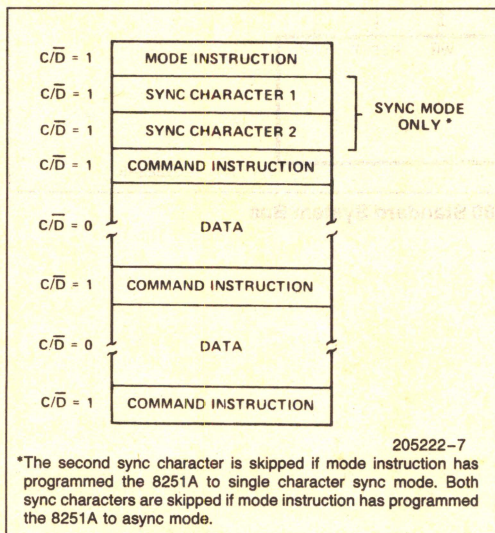 C/D̅ = 1 MODE INSTRUCTION
C/D̅ = 1 SYNC CHARACTER 1
SYNC MODE
ONLY *
C/D̅ = 1 SYNC CHARACTER 2
C/D̅ = 1 COMMAND INSTRUCTION
C/D̅ = 0 DATA
C/D̅ = 1 COMMAND INSTRUCTION
C/D̅ = 0 DATA
C/D̅ = 1 COMMAND INSTRUCTION
205222–7
*The second sync character is skipped if mode instruction has
programmed the 8251A to single character sync mode. Both
sync characters are skipped if mode instruction has programmed
the 8251A to async mode.